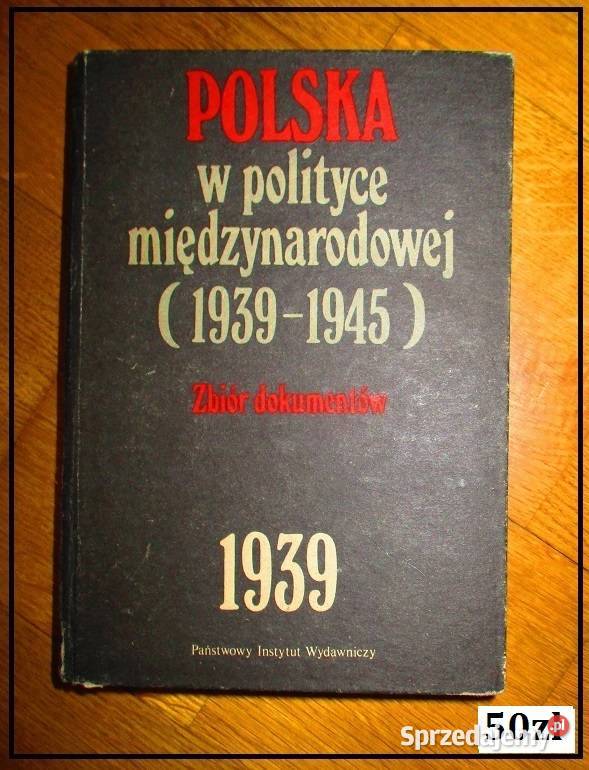 POLSKA
w polityce
międzynarodowej
(1939-1945)
Zbiór dokumentów
1939
Państwowy Instytut Wydawniczy
50zł
Sprzedajemy.pl